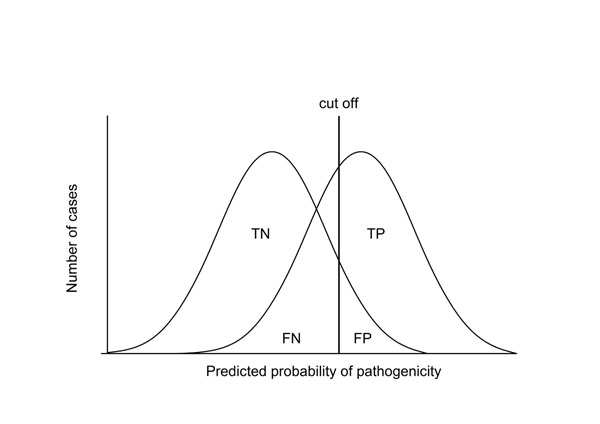 cut off
Number of cases
TN
TP
FN
FP
Predicted probability of pathogenicity